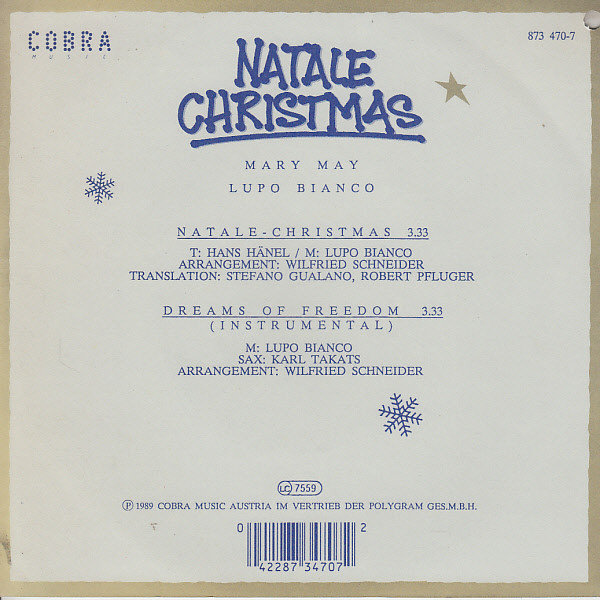 COBRA
MUSIC
873 470-7
NATALE
CHRISTMAS
MARY MAY
LUPO BIANCO
NATALE-CHRISTMAS 3.33
T: HANS HÄNEL / M: LUPO BIANCO
ARRANGEMENT: WILFRIED SCHNEIDER
TRANSLATION: STEFANO GUALANO, ROBERT PFLUGER
DREAMS OF FREEDOM 3.33
(INSTRUMENTAL)
M: LUPO BIANCO
SAX: KARL TAKATS
ARRANGEMENT: WILFRIED SCHNEIDER
LC 7559
Ⓟ 1989 COBRA MUSIC AUSTRIA IM VERTRIEB DER POLYGRAM GES.M.B.H.
0 42287 34707 2